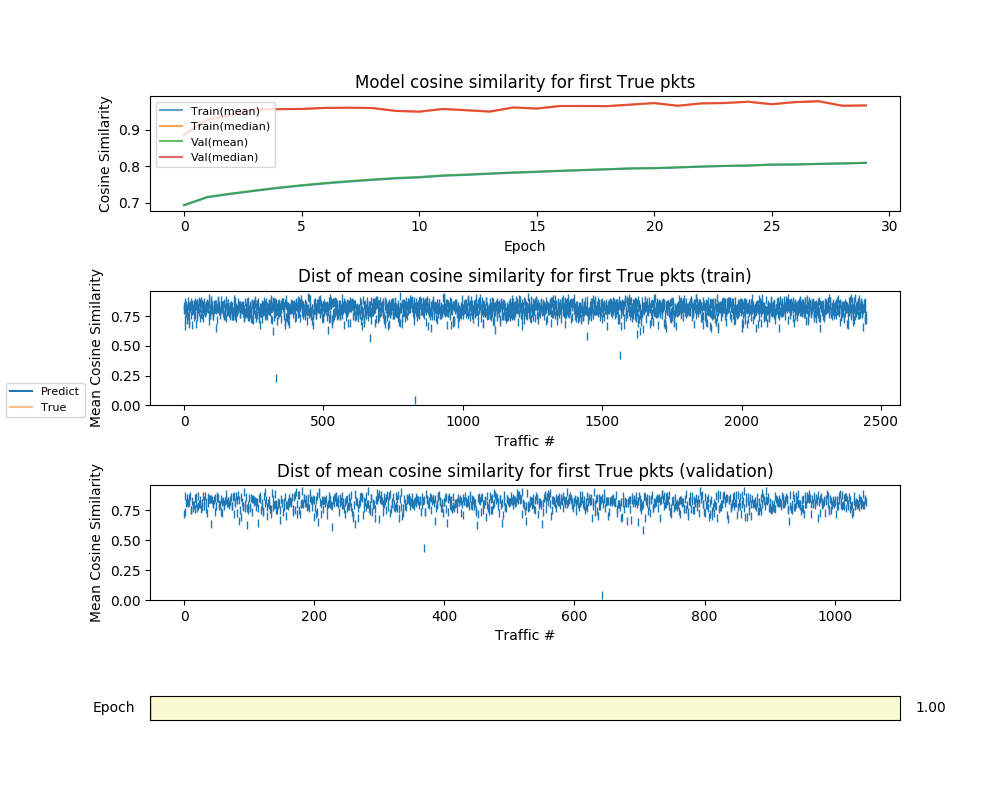 Model cosine similarity for first True pkts
Cosine Similarity
0.9
0.8
0.7
Train(mean)
Train(median)
Val(mean)
Val(median)
0 5 10 15 20 25 30
Epoch
Dist of mean cosine similarity for first True pkts (train)
Mean Cosine Similarity
0.75
0.50
0.25
0.00
Predict
True
0 500 1000 1500 2000 2500
Traffic #
Dist of mean cosine similarity for first True pkts (validation)
Mean Cosine Similarity
0.75
0.50
0.25
0.00
0 200 400 600 800 1000
Traffic #
Epoch 1.00